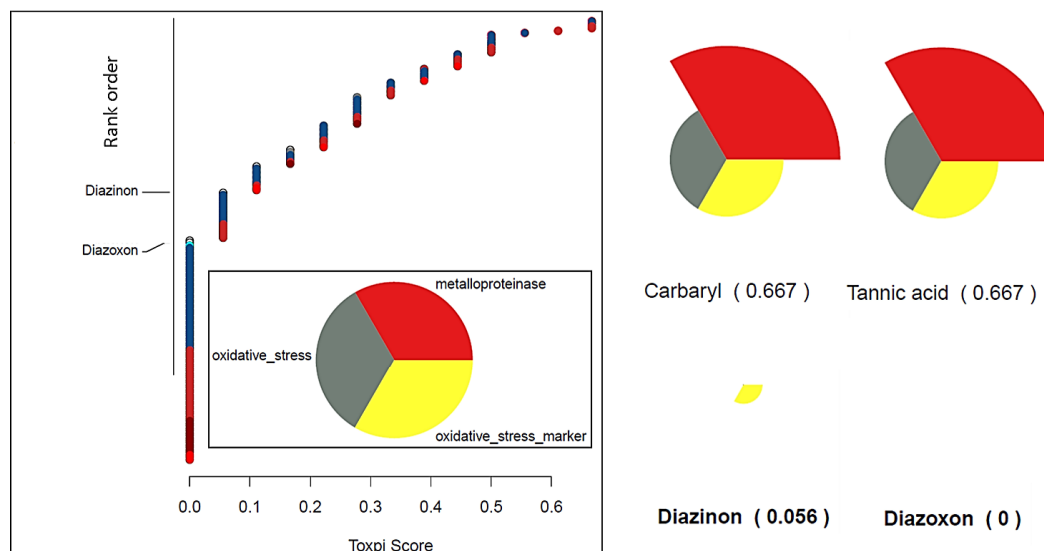 Rank order
Diazinon
Diazoxon
metalloproteinase
oxidative_stress
oxidative_stress_marker
0.0 0.1 0.2 0.3 0.4 0.5 0.6
Toxpi Score
Carbaryl ( 0.667 ) Tannic acid ( 0.667 )
Diazinon ( 0.056 ) Diazoxon ( 0 )